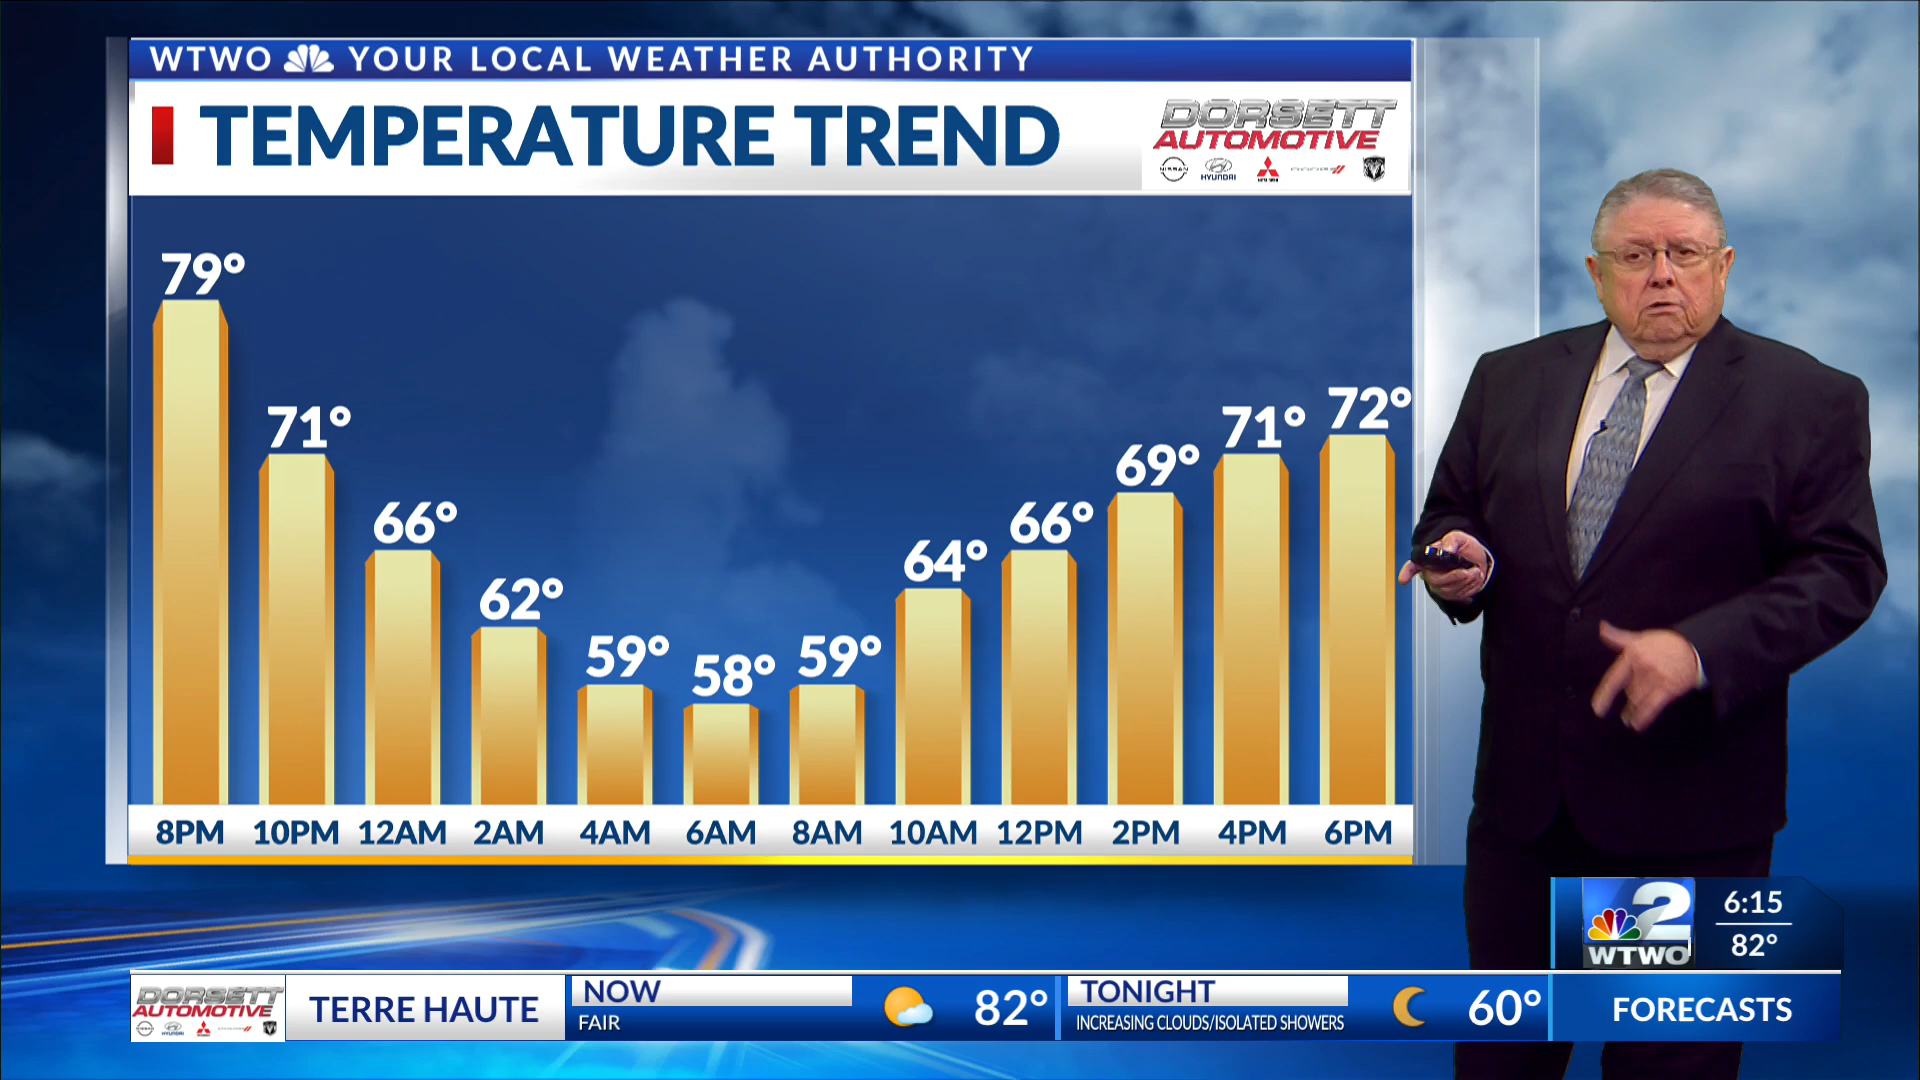 WTWO YOUR LOCAL WEATHER AUTHORITY
TEMPERATURE TREND
DORSETT
AUTOMOTIVE
NISSAN HYUNDAI
79° 71° 66° 62° 59° 58° 59° 64° 66° 69° 71° 72°
8PM 10PM 12AM 2AM 4AM 6AM 8AM 10AM 12PM 2PM 4PM 6PM
2
WTWO
6:15
82°
DORSETT
AUTOMOTIVE
TERRE HAUTE
NOW
FAIR
82°
TONIGHT
INCREASING CLOUDS/ISOLATED SHOWERS
60°
FORECASTS